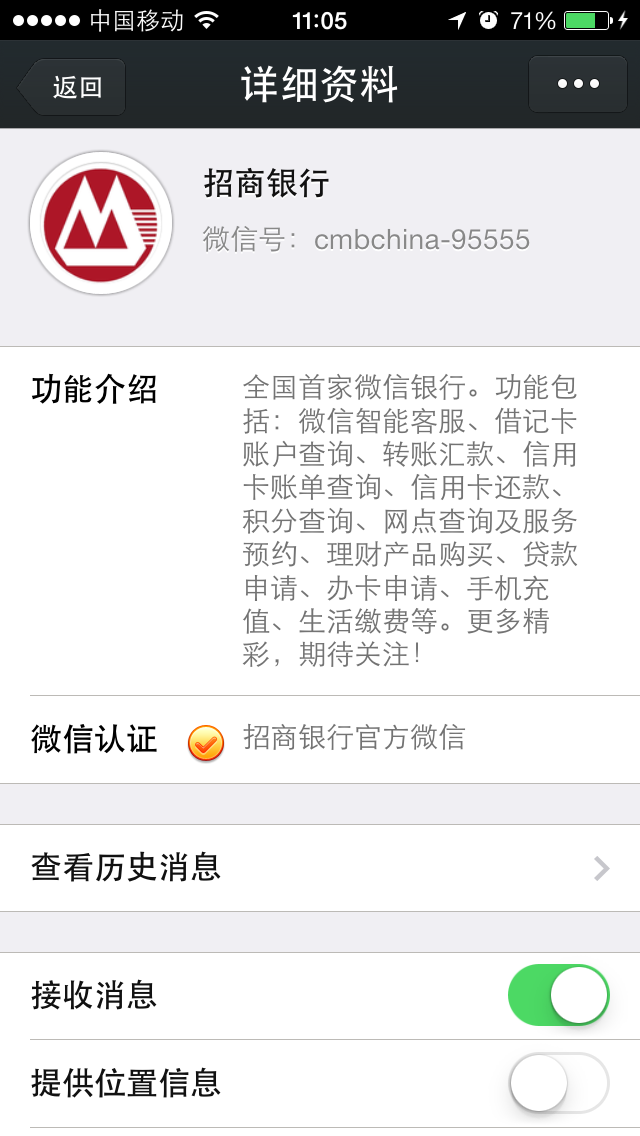 中国移动 11:05 71%
返回 详细资料
招商银行
微信号：cmbchina-95555
功能介绍
全国首家微信银行。功能包
括：微信智能客服、借记卡
账户查询、转账汇款、信用
卡账单查询、信用卡还款、
积分查询、网点查询及服务
预约、理财产品购买、贷款
申请、办卡申请、手机充
值、生活缴费等。更多精
彩，期待关注！
微信认证 招商银行官方微信
查看历史消息
接收消息
提供位置信息